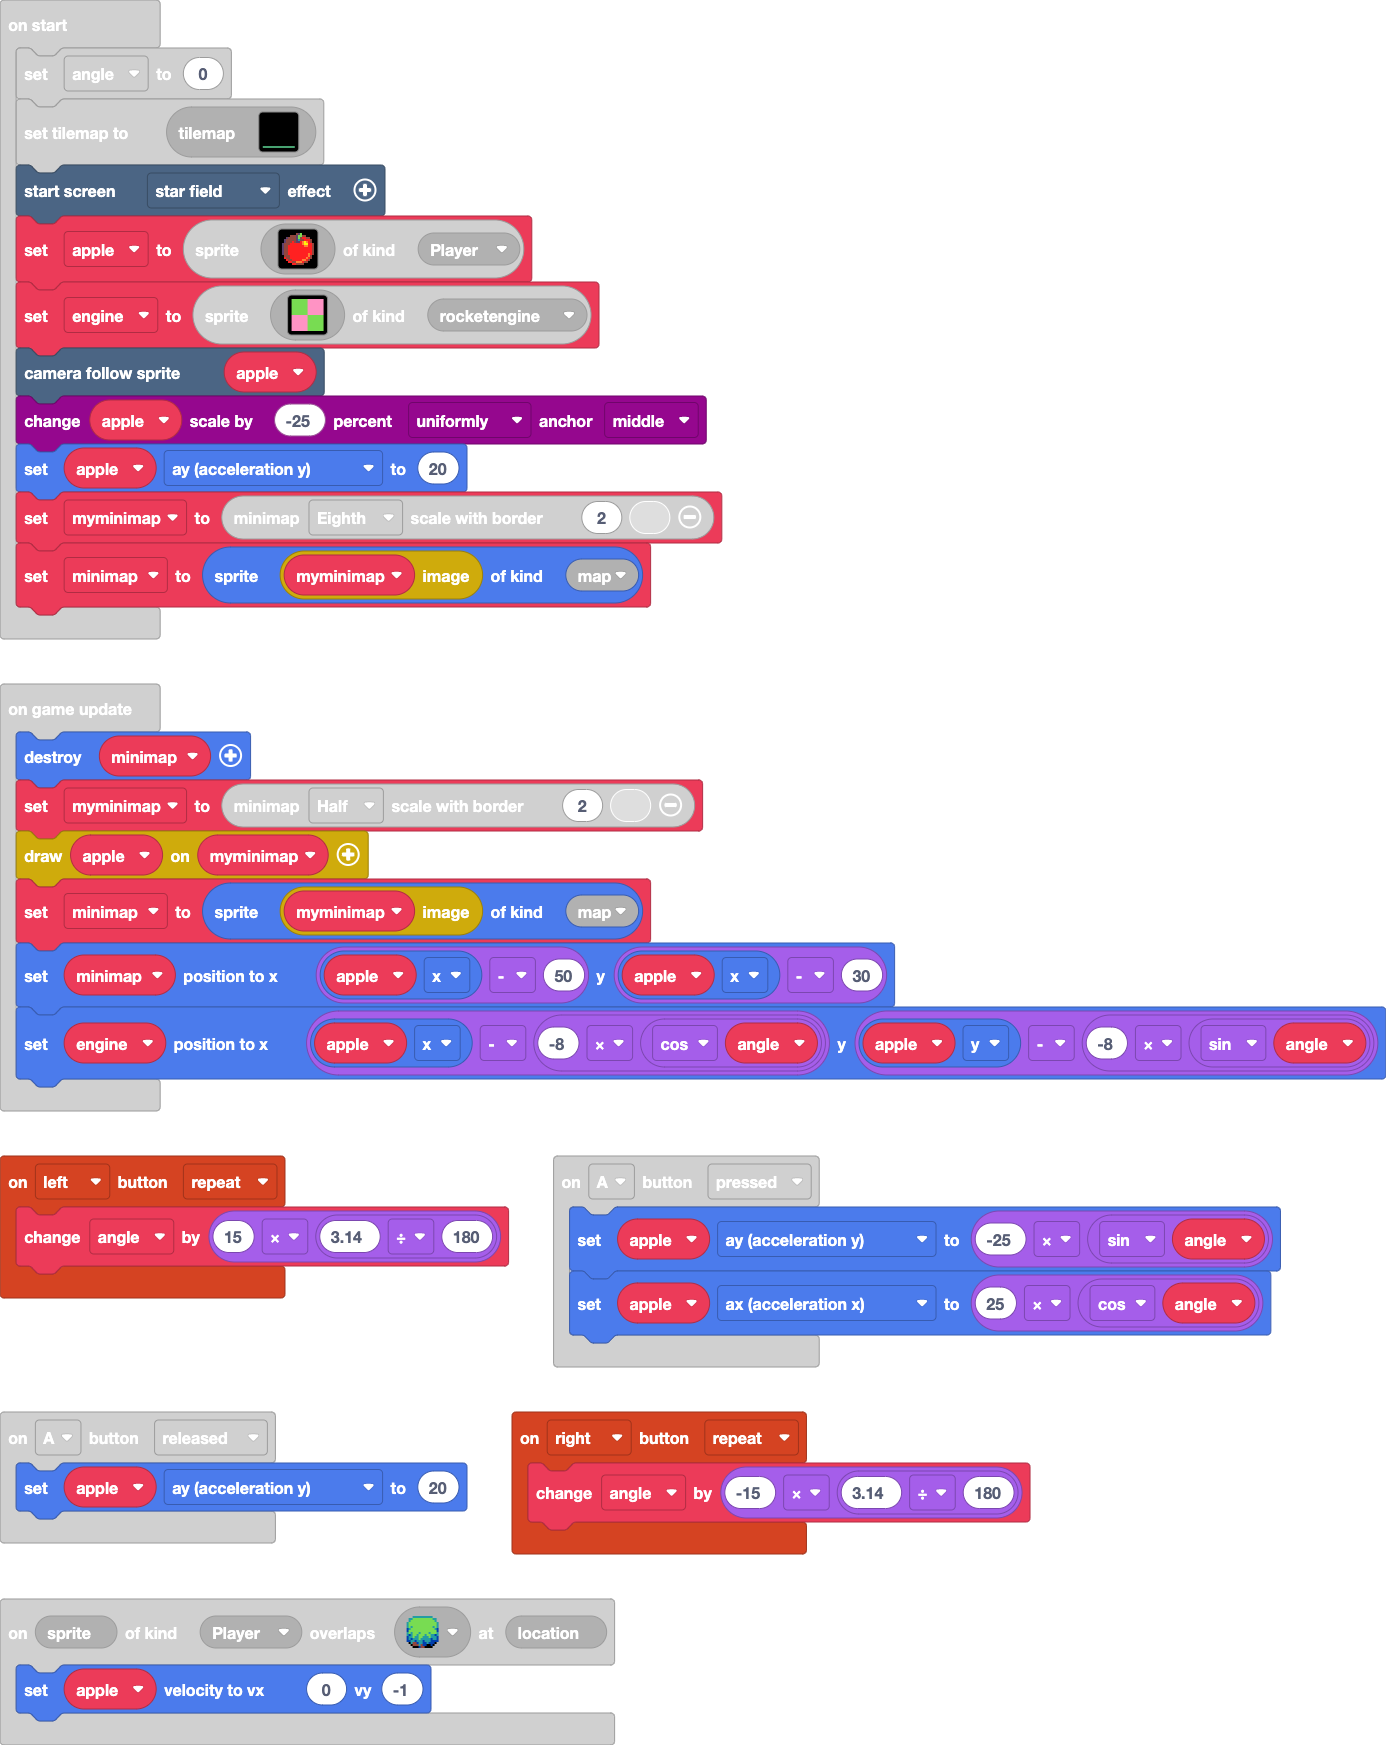 on start
set angle to 0
set tilemap to tilemap
start screen star field effect
set apple to sprite of kind Player
set engine to sprite of kind rocketengine
camera follow sprite apple
change apple scale by -25 percent uniformly anchor middle
set apple ay (acceleration y) to 20
set myminimap to minimap Eighth scale with border 2
set minimap to sprite myminimap image of kind map
on game update
destroy minimap
set myminimap to minimap Half scale with border 2
draw apple on myminimap
set minimap to sprite myminimap image of kind map
set minimap position to x apple x - 50 y apple x - 30
set engine position to x apple x - -8 × cos angle y apple y - -8 × sin angle
on left button repeat
change angle by 15 × 3.14 ÷ 180
on A button pressed
set apple ay (acceleration y) to -25 × sin angle
set apple ax (acceleration x) to 25 × cos angle
on A button released
set apple ay (acceleration y) to 20
on right button repeat
change angle by -15 × 3.14 ÷ 180
on sprite of kind Player overlaps at location
set apple velocity to vx 0 vy -1